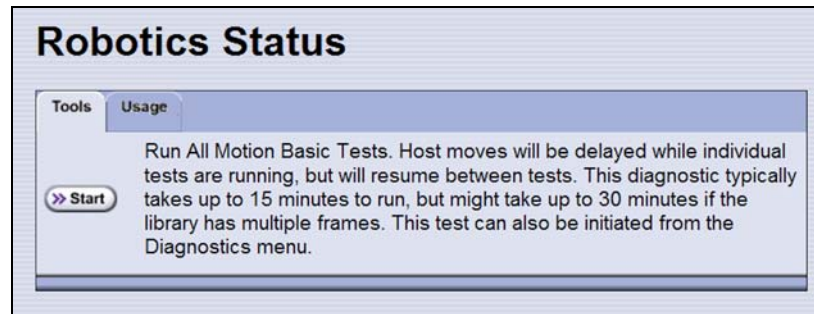 Robotics Status
Tools Usage
Run All Motion Basic Tests. Host moves will be delayed while individual
tests are running, but will resume between tests. This diagnostic typically
takes up to 15 minutes to run, but might take up to 30 minutes if the
library has multiple frames. This test can also be initiated from the
Diagnostics menu.
>> Start